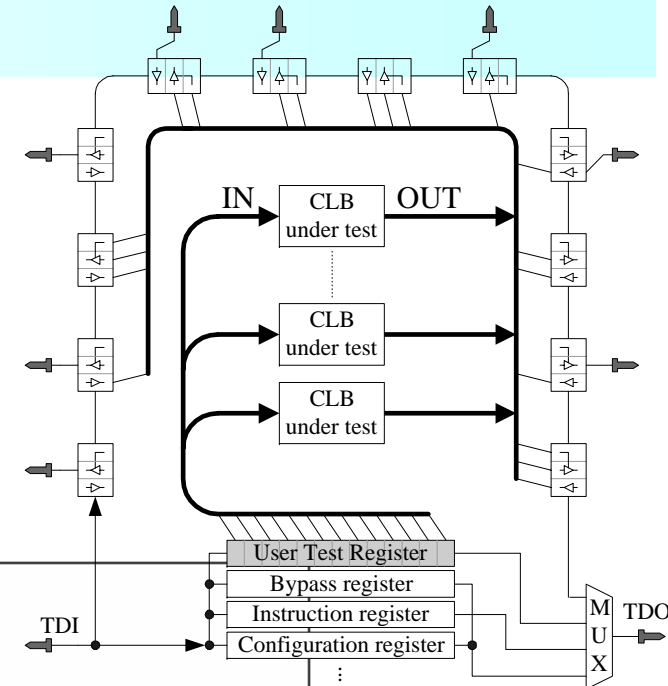 IN
CLB
under test
OUT
CLB
under test
CLB
under test
User Test Register
Bypass register
Instruction register
Configuration register
TDI
M
U
X
TDO